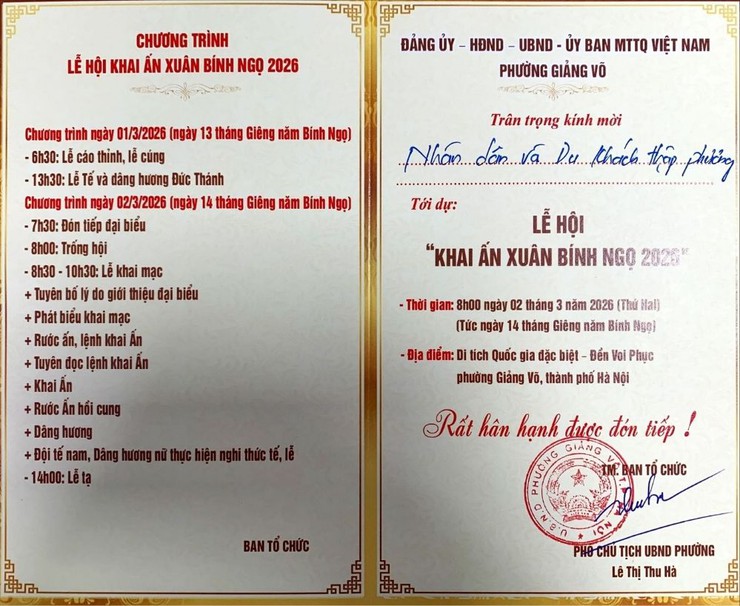 CHƯƠNG TRÌNH
LỄ HỘI KHAI ẤN XUÂN BÍNH NGỌ 2026
Chương trình ngày 01/3/2026 (ngày 13 tháng Giêng năm Bính Ngọ)
- 6h30: Lễ cáo thỉnh, lễ cúng
- 13h30: Lễ Tế và dâng hương Đức Thánh
Chương trình ngày 02/3/2026 (ngày 14 tháng Giêng năm Bính Ngọ)
- 7h30: Đón tiếp đại biểu
- 8h00: Trống hội
- 8h30 - 10h30: Lễ khai mạc
+ Tuyên bố lý do giới thiệu đại biểu
+ Phát biểu khai mạc
+ Rước ấn, lệnh khai Ấn
+ Tuyên đọc lệnh khai Ấn
+ Khai Ấn
+ Rước Ấn hồi cung
+ Dâng hương
+ Đội tế nam, Dâng hương nữ thực hiện nghi thức tế, lễ
- 14h00: Lễ tạ
BAN TỔ CHỨC
ĐẢNG ỦY – HĐND – UBND - ỦY BAN MTTQ VIỆT NAM
PHƯỜNG GIẢNG VÕ
Trân trọng kính mời
Nhân dân và Du khách thập phương
Tới dự:
LỄ HỘI
"KHAI ẤN XUÂN BÍNH NGỌ 2026"
- Thời gian: 8h00 ngày 02 tháng 3 năm 2026 (Thứ Hai)
(Tức ngày 14 tháng Giêng năm Bính Ngọ)
- Địa điểm: Di tích Quốc gia đặc biệt – Đền Voi Phục
phường Giảng Võ, thành phố Hà Nội
Rất hân hạnh được đón tiếp !
TM. BAN TỔ CHỨC
U.B.N.D PHƯỜNG GIẢNG VÕ
NỘI
PHÓ CHỦ TỊCH UBND PHƯỜNG
Lê Thị Thu Hà